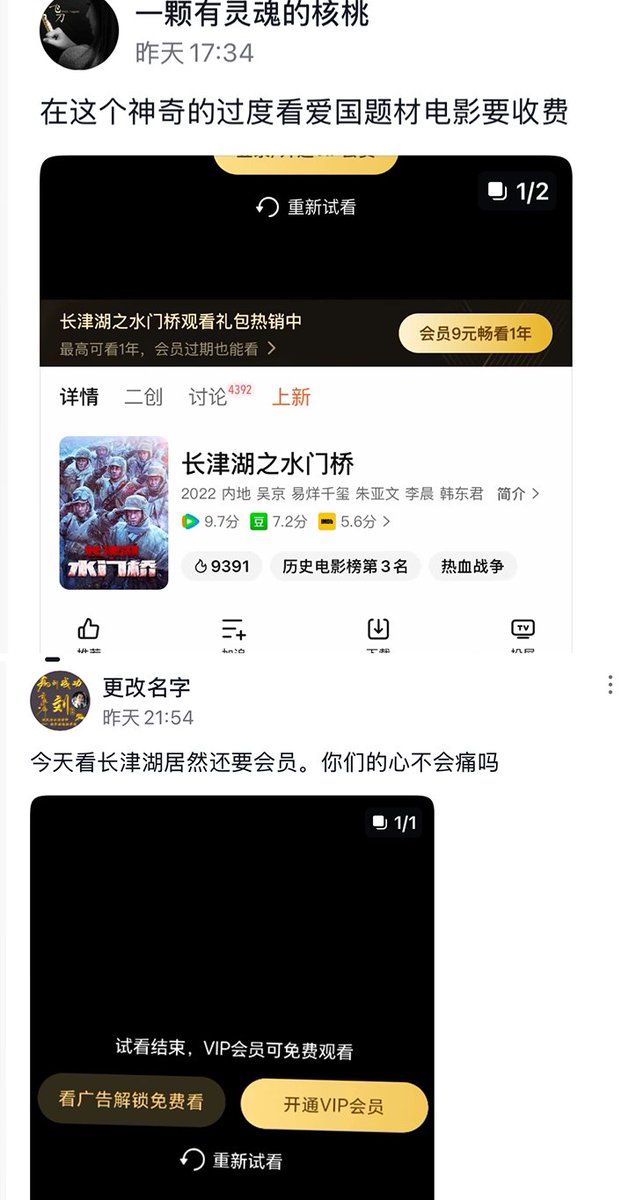 一颗有灵魂的核桃
昨天17:34
在这个神奇的过度看爱国题材电影要收费
重新试看
1/2
长津湖之水门桥观看礼包热销中
最高可看1年，会员过期也能看
会员9元畅看1年
详情 二创 讨论4392 上新
长津湖之水门桥
2022 内地 吴京 易烊千玺 朱亚文 李晨 韩东君 简介
9.7分 豆 7.2分 IMDb 5.6分
9391 历史电影榜第3名 热血战争
水门桥
TV
更改名字
昨天21:54
今天看长津湖居然还要会员。你们的心不会痛吗
1/1
试看结束，VIP会员可免费观看
看广告解锁免费看 开通VIP会员
重新试看